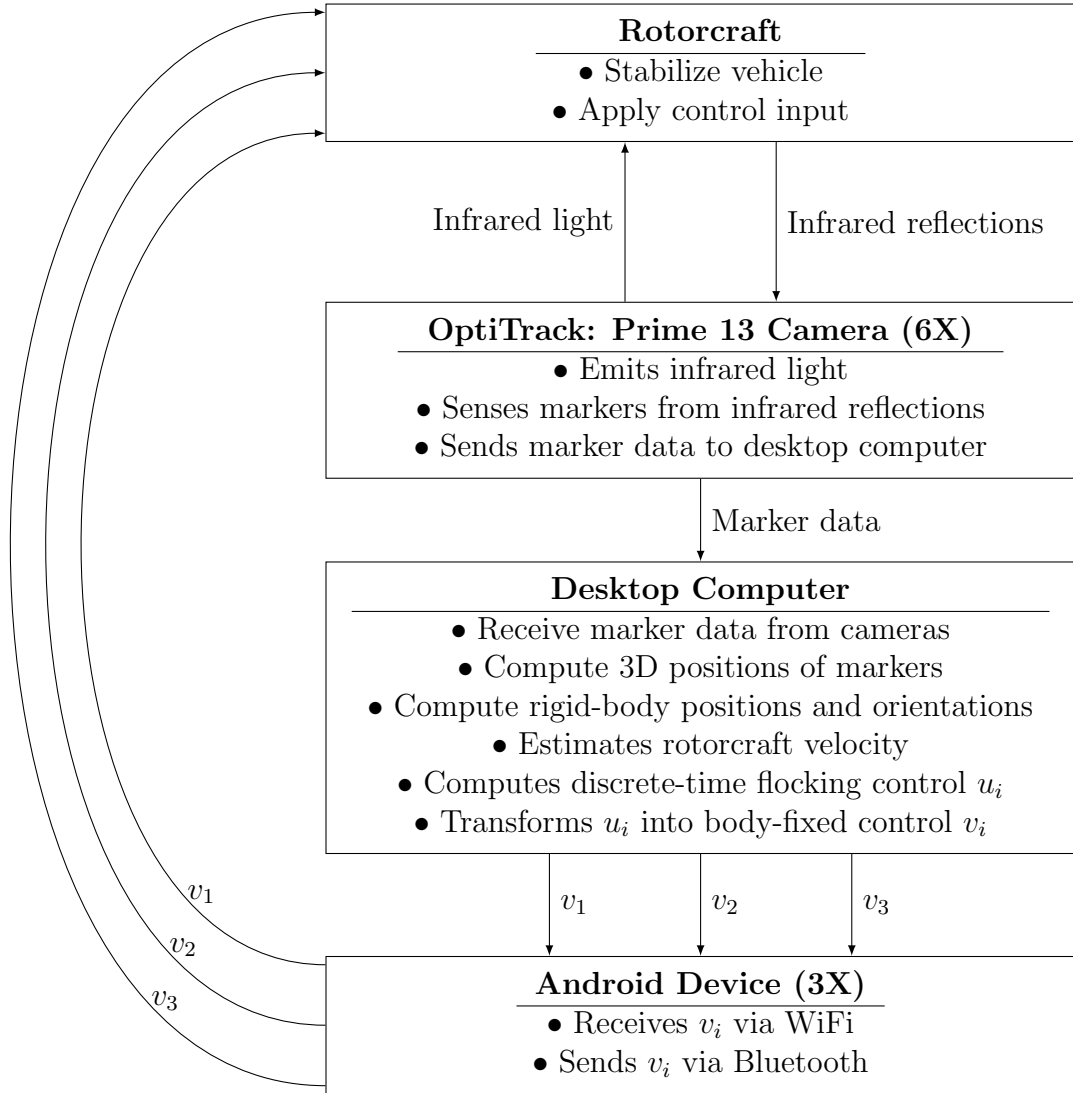 Rotorcraft
• Stabilize vehicle
• Apply control input
Infrared light
Infrared reflections
OptiTrack: Prime 13 Camera (6X)
• Emits infrared light
• Senses markers from infrared reflections
• Sends marker data to desktop computer
Marker data
Desktop Computer
• Receive marker data from cameras
• Compute 3D positions of markers
• Compute rigid-body positions and orientations
• Estimates rotorcraft velocity
• Computes discrete-time flocking control $u_i$
• Transforms $u_i$ into body-fixed control $v_i$
$v_1$
$v_2$
$v_3$
$v_1$
$v_2$
$v_3$
Android Device (3X)
• Receives $v_i$ via WiFi
• Sends $v_i$ via Bluetooth